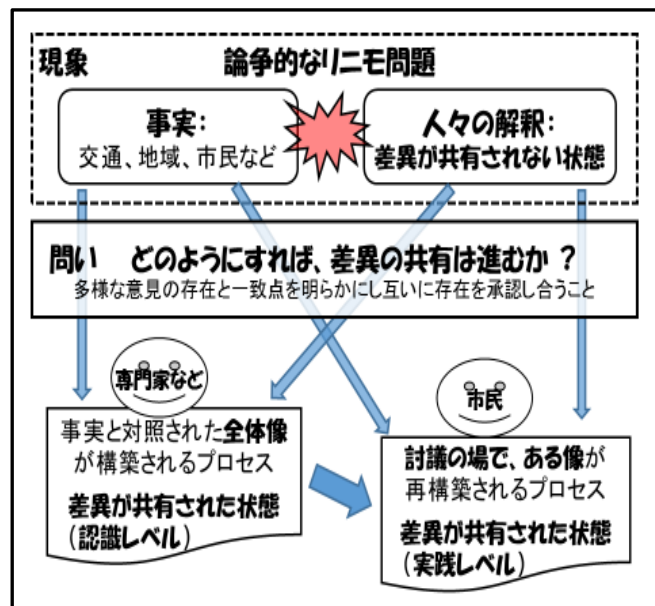 現象 論争的なリニモ問題
事実：
交通、地域、市民など
人々の解釈：
差異が共有されない状態
問い どのようにすれば、差異の共有は進むか？
多様な意見の存在と一致点を明らかにし互いに存在を承認し合うこと
専門家など
事実と対照された全体像
が構築されるプロセス
差異が共有された状態
（認識レベル）
市民
討議の場で、ある像が
再構築されるプロセス
差異が共有された状態
（実践レベル）